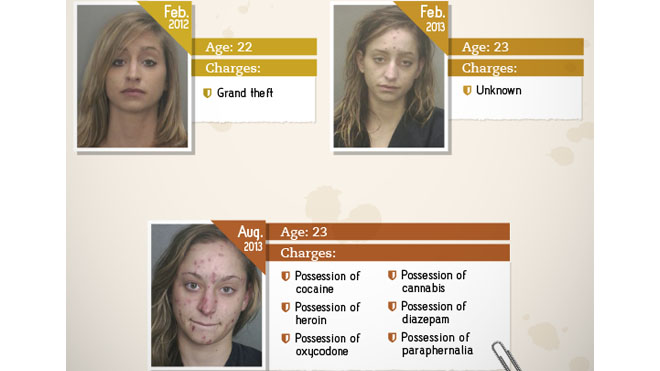 Feb.
2012
Age: 22
Charges:
Grand theft
Feb.
2013
Age: 23
Charges:
Unknown
Aug.
2013
Age: 23
Charges:
Possession of
cocaine
Possession of
heroin
Possession of
oxycodone
Possession of
cannabis
Possession of
diazepam
Possession of
paraphernalia